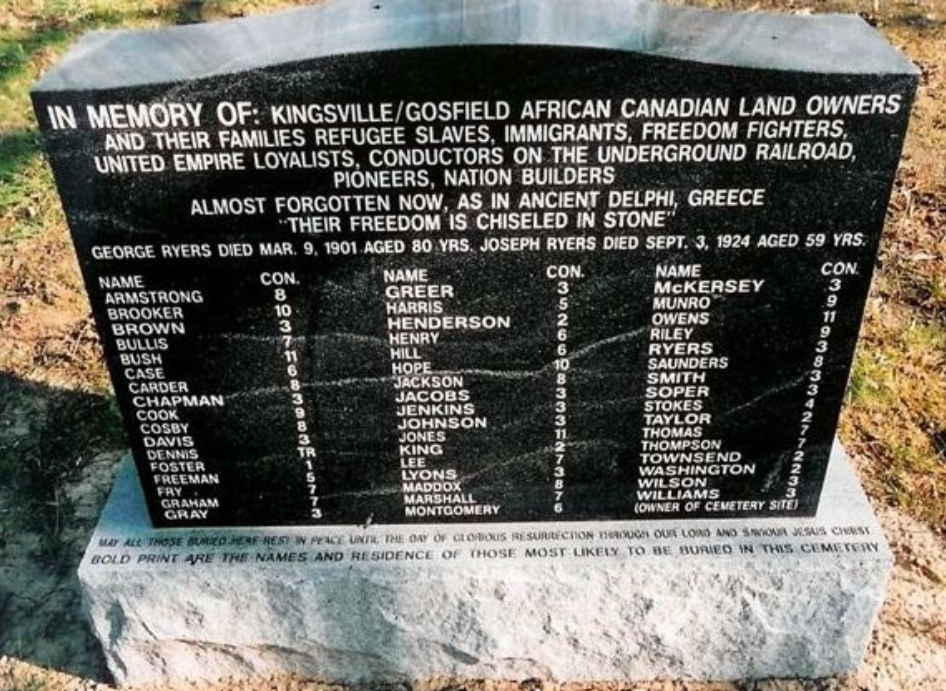 IN MEMORY OF: KINGSVILLE/GOSFIELD AFRICAN CANADIAN LAND OWNERS
AND THEIR FAMILIES REFUGEE SLAVES, IMMIGRANTS, FREEDOM FIGHTERS,
UNITED EMPIRE LOYALISTS, CONDUCTORS ON THE UNDERGROUND RAILROAD,
PIONEERS, NATION BUILDERS
ALMOST FORGOTTEN NOW, AS IN ANCIENT DELPHI, GREECE
"THEIR FREEDOM IS CHISELED IN STONE"
GEORGE RYERS DIED MAR. 9, 1901 AGED 80 YRS. JOSEPH RYERS DIED SEPT. 3, 1924 AGED 59 YRS.
NAME CON.
ARMSTRONG 8
BROOKER 10
BROWN 3
BULLIS 7
BUSH 11
CASE 6
CARDER 8
CHAPMAN 3
COOK 9
COSBY 8
DAVIS 3
DENNIS TR
FOSTER 1
FREEMAN 5
FRY 7
GRAHAM 7
GRAY 3
NAME CON.
GREER 3
HARRIS 5
HENDERSON 2
HENRY 6
HILL 6
HOPE 10
JACKSON 8
JACOBS 3
JENKINS 3
JOHNSON 3
JONES 11
KING 2
LEE 7
LYONS 3
MADDOX 8
MARSHALL 7
MONTGOMERY 6
NAME CON.
McKERSEY 3
MUNRO 9
OWENS 11
RILEY 9
RYERS 3
SAUNDERS 8
SMITH 3
SOPER 3
STOKES 4
TAYLOR 2
THOMAS 7
THOMPSON 7
TOWNSEND 2
WASHINGTON 2
WILSON 3
WILLIAMS 3
(OWNER OF CEMETERY SITE)
MAY ALL THOSE BURIED HERE REST IN PEACE UNTIL THE DAY OF GLORIOUS RESURRECTION THROUGH OUR LORD AND SAVIOUR JESUS CHRIST
BOLD PRINT ARE THE NAMES AND RESIDENCE OF THOSE MOST LIKELY TO BE BURIED IN THIS CEMETERY